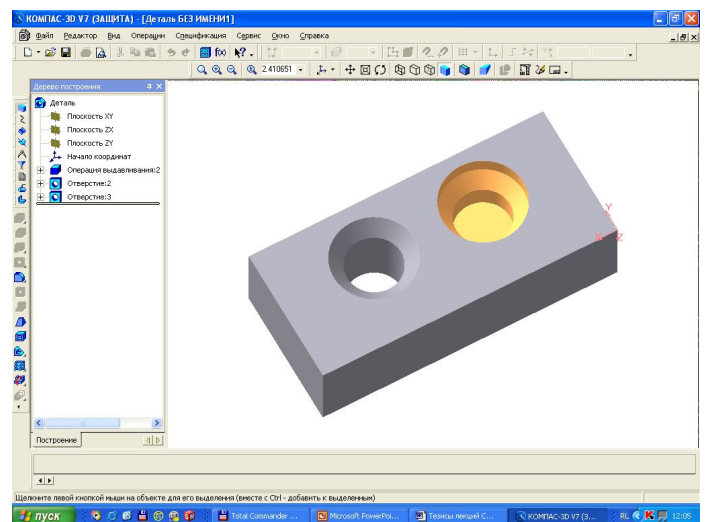 КОМПАС-3D V7 (ЗАЩИТА) - [Деталь БЕЗ ИМЕНИ1]
Файл Редактор Вид Операции Спецификация Сервис Окно Справка
2.410651
Дерево построения
Деталь
Плоскость XY
Плоскость ZX
Плоскость ZY
Начало координат
Операция выдавливания:2
Отверстие:2
Отверстие:3
Y
X Z
Построение
Щелкните левой кнопкой мыши на объекте для его выделения (вместе с Ctrl - добавить к выделенным)
пуск Total Commander ... Microsoft PowerPoi... Тезисы лекций С... КОМПАС-3D V7 (З... RL 12:05